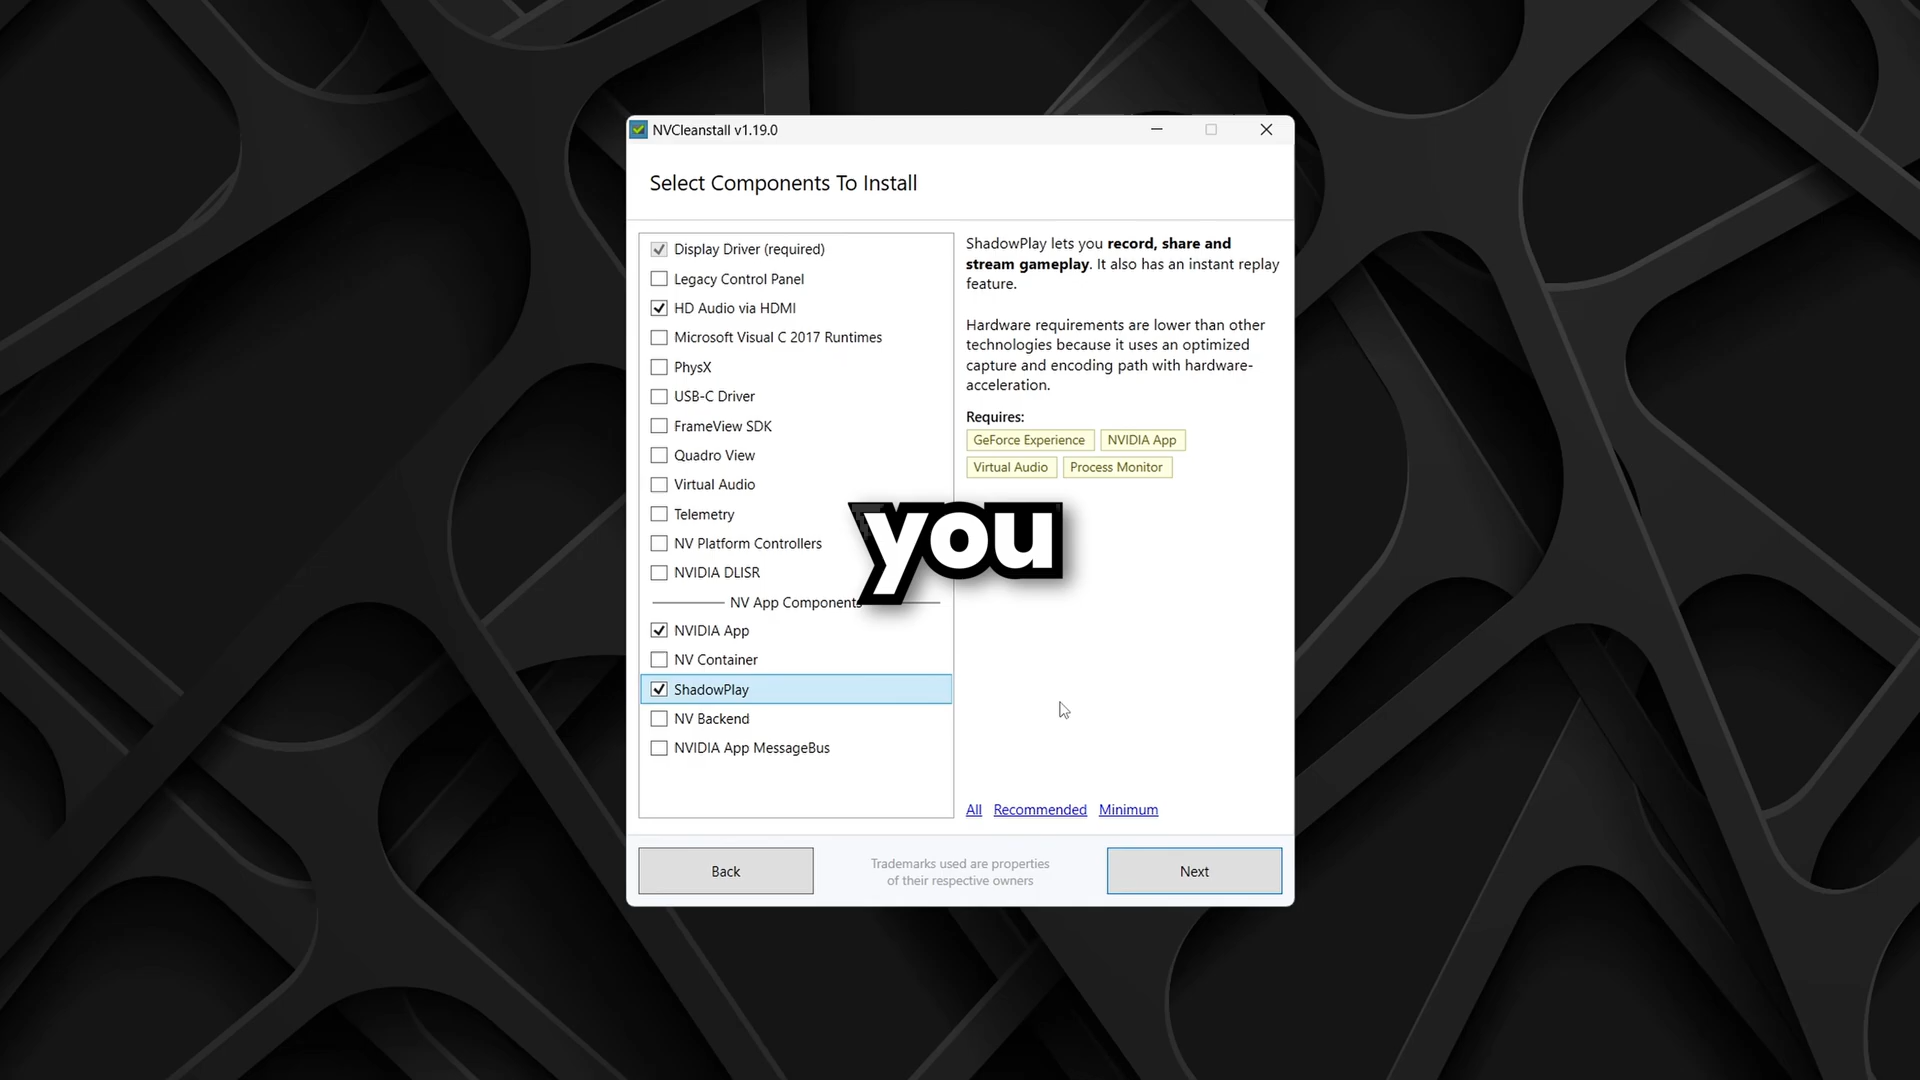 NVCleanstall v1.19.0
Select Components To Install
Display Driver (required)
Legacy Control Panel
HD Audio via HDMI
Microsoft Visual C 2017 Runtimes
PhysX
USB-C Driver
FrameView SDK
Quadro View
Virtual Audio
Telemetry
NV Platform Controllers
NVIDIA DLISR
NV App Components
NVIDIA App
NV Container
ShadowPlay
NV Backend
NVIDIA App MessageBus
ShadowPlay lets you record, share and
stream gameplay. It also has an instant replay
feature.
Hardware requirements are lower than other
technologies because it uses an optimized
capture and encoding path with hardware-
acceleration.
Requires:
GeForce Experience NVIDIA App
Virtual Audio Process Monitor
you
All Recommended Minimum
Back
Trademarks used are properties
of their respective owners
Next